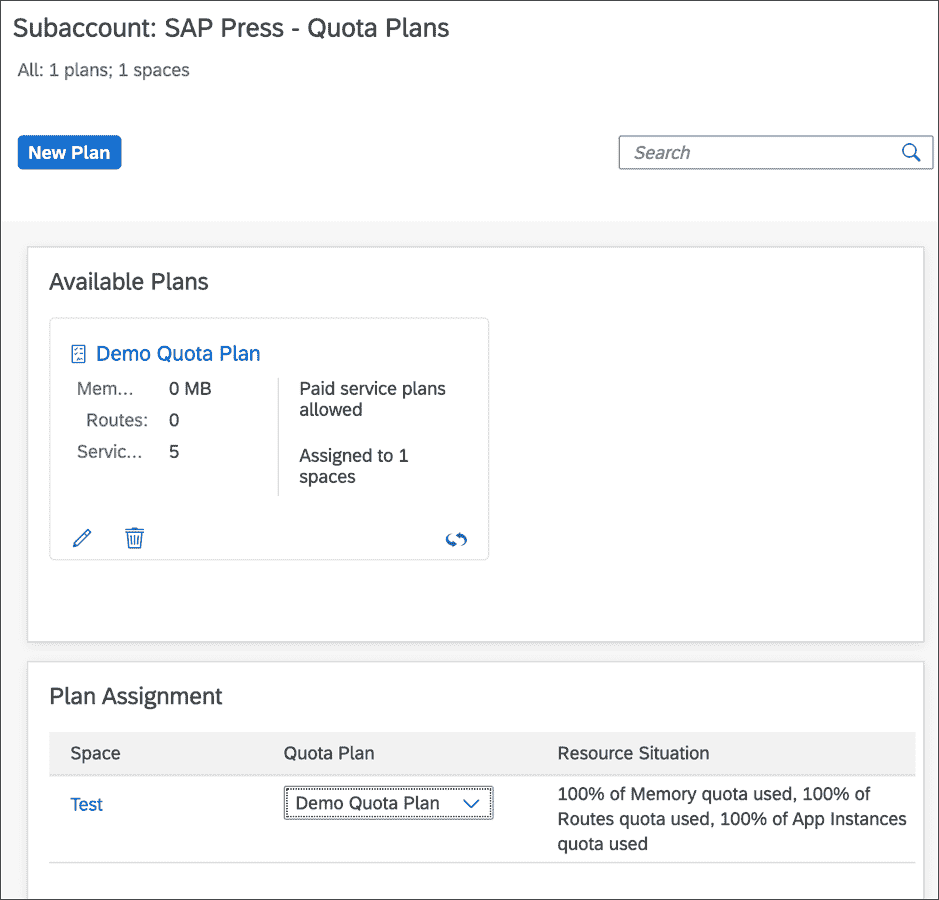 Subaccount: SAP Press - Quota Plans
All: 1 plans; 1 spaces
New Plan
Search
Available Plans
Demo Quota Plan
Mem... 0 MB
Routes: 0
Servic... 5
Paid service plans
allowed
Assigned to 1
spaces
Plan Assignment
Space Quota Plan Resource Situation
Test Demo Quota Plan 100% of Memory quota used, 100% of
Routes quota used, 100% of App Instances
quota used